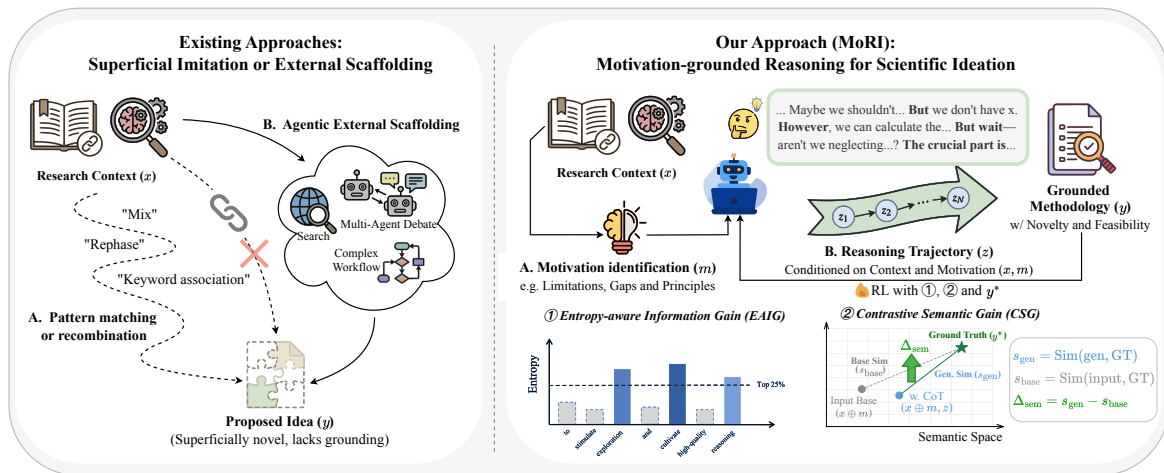 Existing Approaches:
Superficial Imitation or External Scaffolding
B. Agentic External Scaffolding
Research Context (x)
Search
Multi-Agent Debate
Complex
Workflow
"Mix"
"Rephase"
"Keyword association"
A. Pattern matching
or recombination
Proposed Idea (y)
(Superficially novel, lacks grounding)
Our Approach (MoRI):
Motivation-grounded Reasoning for Scientific Ideation
... Maybe we shouldn't... But we don't have x.
However, we can calculate the... But wait—
aren't we neglecting...? The crucial part is...
Research Context (x)
z1
z2
zN
Grounded
Methodology (y)
w/ Novelty and Feasibility
A. Motivation identification (m)
e.g. Limitations, Gaps and Principles
B. Reasoning Trajectory (z)
Conditioned on Context and Motivation (x, m)
RL with ①, ② and y*
① Entropy-aware Information Gain (EAIG)
Entropy
Top 25%
to
stimulate
exploration
and
cultivate
high-quality
reasoning
② Contrastive Semantic Gain (CSG)
Ground Truth (y*)
Δsem
Base Sim
(sbase)
Gen. Sim (sgen)
Input Base
(x ⊕ m)
w. CoT
(x ⊕ m, z)
Semantic Space
sgen = Sim(gen, GT)
sbase = Sim(input, GT)
Δsem = sgen − sbase